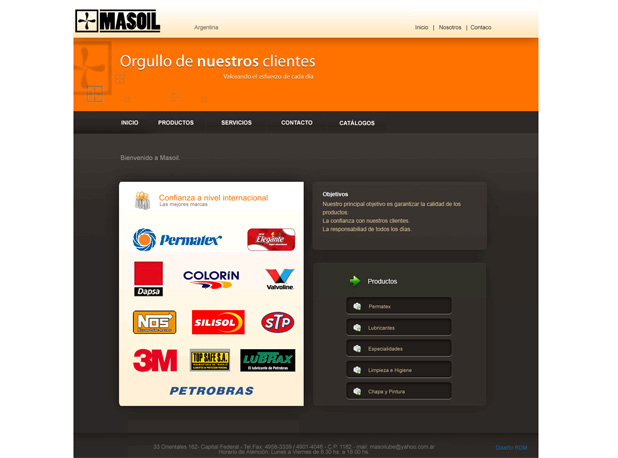 MASOIL
Argentina
Inicio | Nosotros | Contaco
Orgullo de nuestros clientes
Valorando el esfuerzo de cada día
INICIO PRODUCTOS SERVICIOS CONTACTO CATÁLOGOS
Bienvenido a Masoil.
Confianza a nivel internacional
Las mejores marcas
Permatex
Elegante
Dapsa
COLORIN
Valvoline
NOS
SILISOL
STP
3M
TOP SAFE S.A.
LUBRAX
El lubricante de Petrobras
PETROBRAS
Objetivos
Nuestro principal objetivo es garantizar la calidad de los
productos.
La confianza con nuestros clientes.
La responsabilidad de todos los días.
Productos
Permatex
Lubricantes
Especialidades
Limpieza e Higiene
Chapa y Pintura
33 Orientales 162- Capital Federal - Tel Fax: 4958-3339 / 4901-4046 - C.P. 1182 - mail: masoilube@yahoo.com.ar
Horario de Atención: Lunes a Viernes de 8.30 hs. a 18.00 hs
Diseño RDM